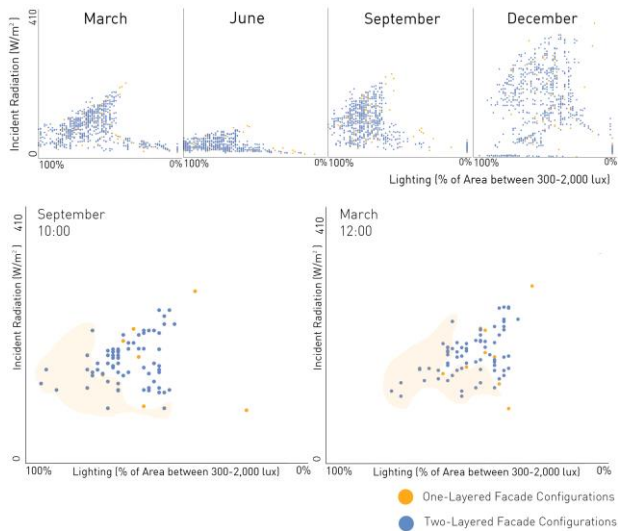 March
June
September
December
Incident Radiation (W/m²)
410
0
100%
0%
100%
0%
100%
0%
100%
0%
Lighting (% of Area between 300-2,000 lux)
September
10:00
Incident Radiation (W/m²)
410
0
100%
Lighting (% of Area between 300-2,000 lux)
0%
March
12:00
Incident Radiation (W/m²)
410
0
100%
Lighting (% of Area between 300-2,000 lux)
0%
One-Layered Facade Configurations
Two-Layered Facade Configurations